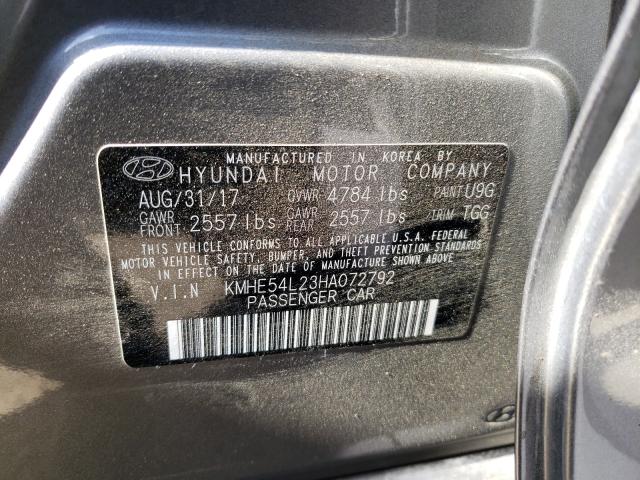 MANUFACTURED IN KOREA BY
HYUNDAI MOTOR COMPANY
AUG/31/17 GVWR 4784 lbs PAINT U9G
GAWR FRONT 2557 lbs GAWR REAR 2557 lbs TRIM TGG
THIS VEHICLE CONFORMS TO ALL APPLICABLE U.S.A. FEDERAL
MOTOR VEHICLE SAFETY, BUMPER, AND THEFT PREVENTION STANDARDS
IN EFFECT ON THE DATE OF MANUFACTURE SHOWN ABOVE.
V.I.N KMHE54L23HA072792
PASSENGER CAR